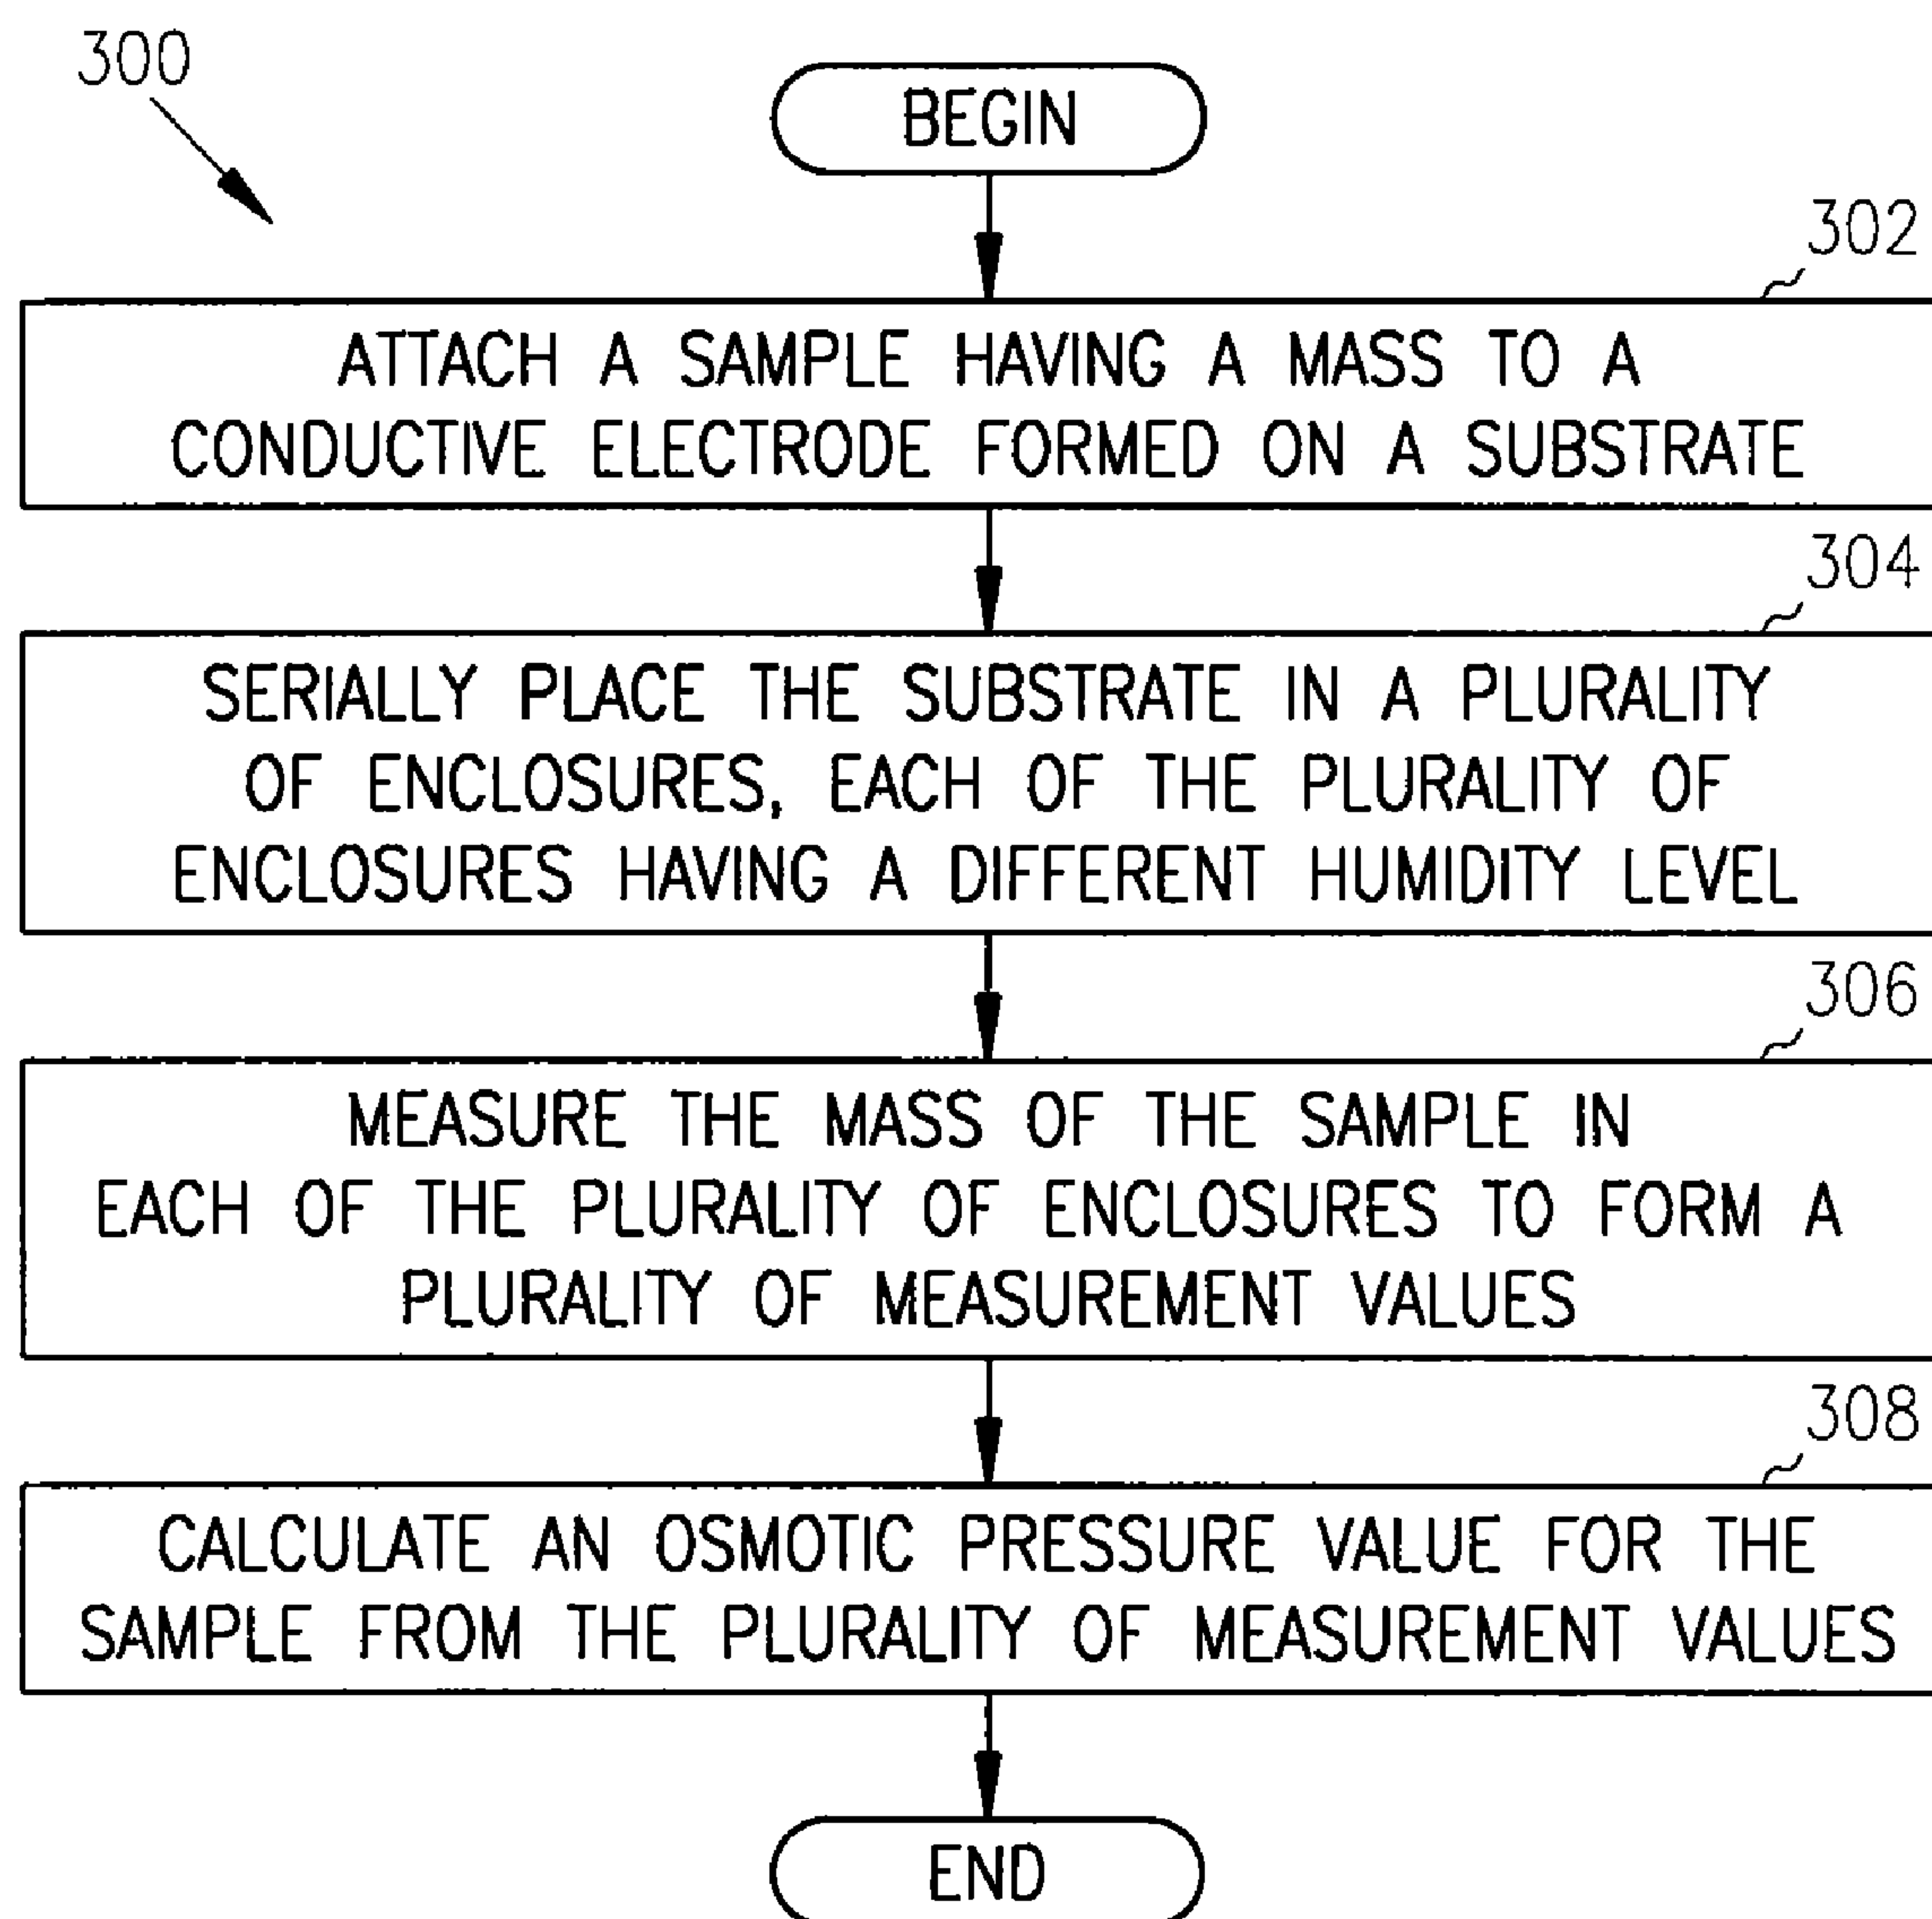 300
BEGIN
302
ATTACH A SAMPLE HAVING A MASS TO A
CONDUCTIVE ELECTRODE FORMED ON A SUBSTRATE
304
SERIALLY PLACE THE SUBSTRATE IN A PLURALITY
OF ENCLOSURES, EACH OF THE PLURALITY OF
ENCLOSURES HAVING A DIFFERENT HUMIDITY LEVEL
306
MEASURE THE MASS OF THE SAMPLE IN
EACH OF THE PLURALITY OF ENCLOSURES TO FORM A
PLURALITY OF MEASUREMENT VALUES
308
CALCULATE AN OSMOTIC PRESSURE VALUE FOR THE
SAMPLE FROM THE PLURALITY OF MEASUREMENT VALUES
END